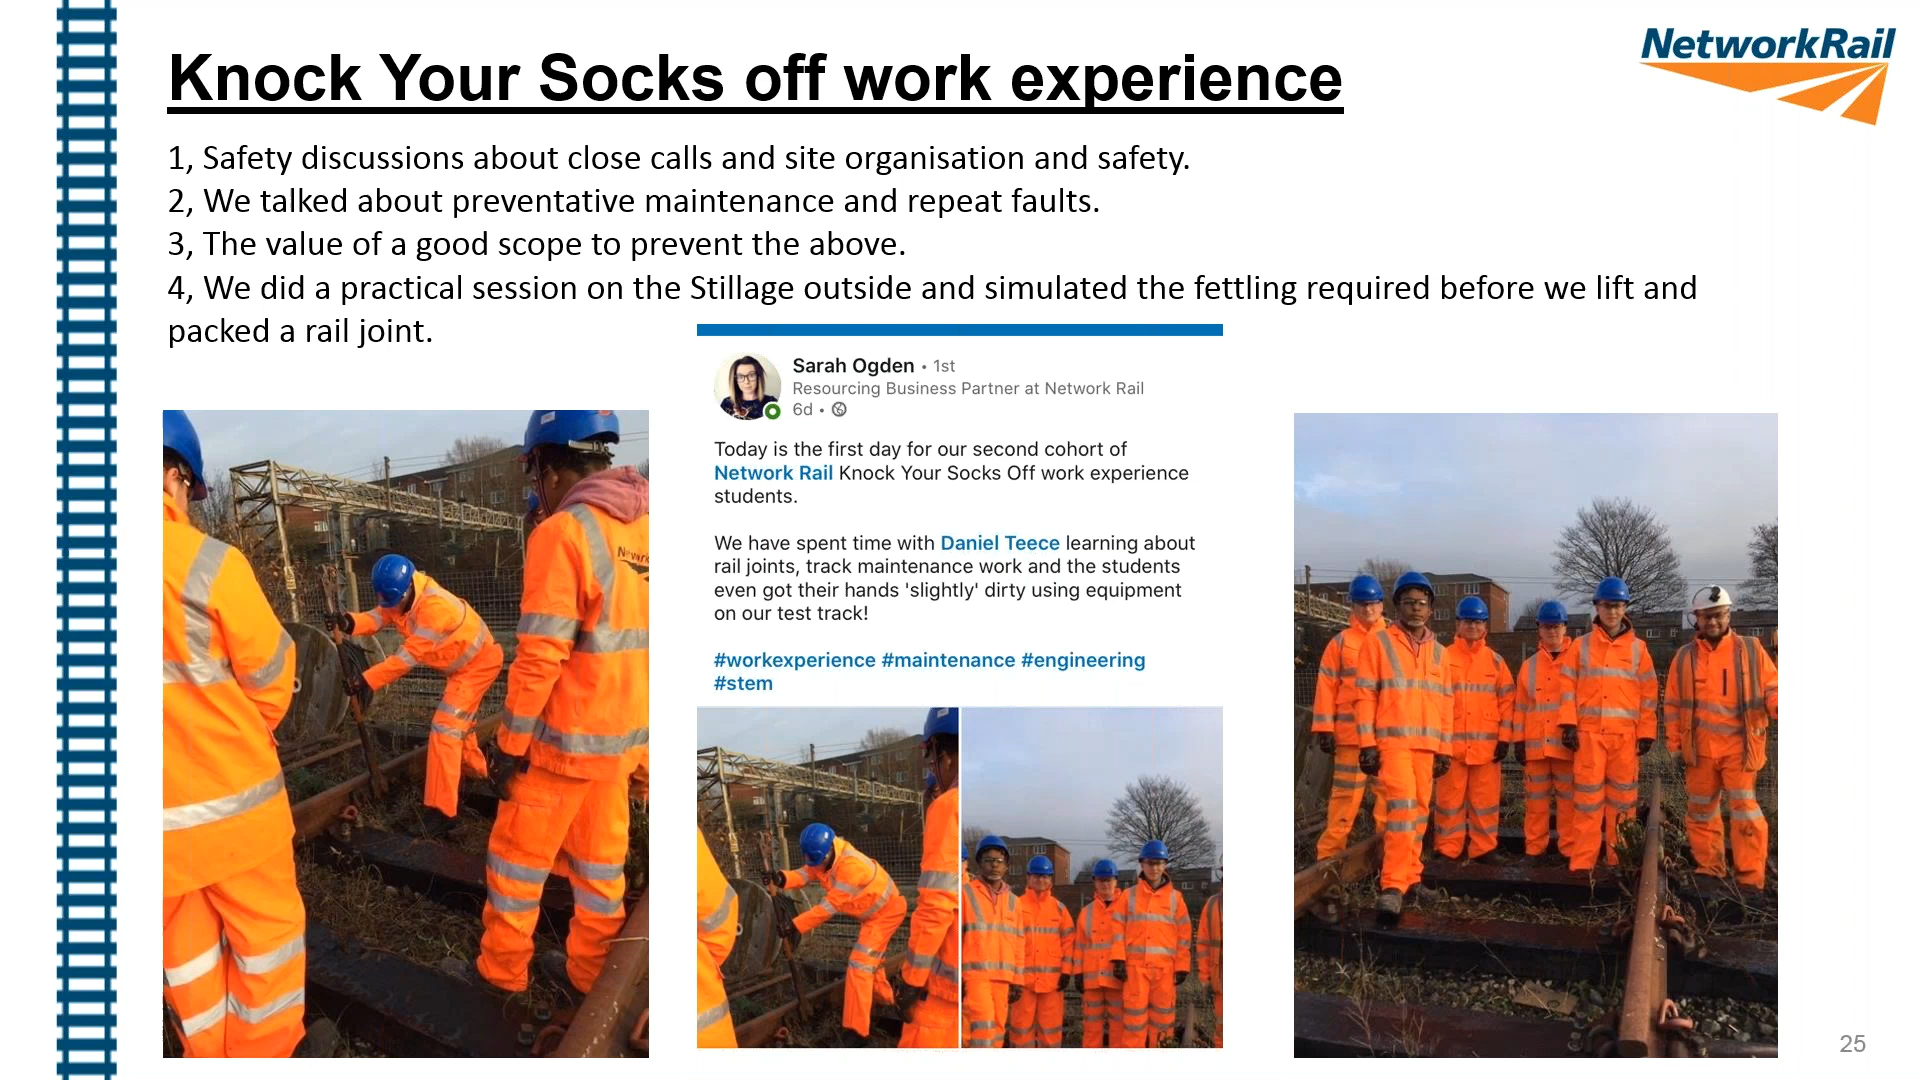 Knock Your Socks off work experience
NetworkRail
1, Safety discussions about close calls and site organisation and safety.
2, We talked about preventative maintenance and repeat faults.
3, The value of a good scope to prevent the above.
4, We did a practical session on the Stillage outside and simulated the fettling required before we lift and
packed a rail joint.
Sarah Ogden • 1st
Resourcing Business Partner at Network Rail
6d •
Today is the first day for our second cohort of
Network Rail Knock Your Socks Off work experience
students.
We have spent time with Daniel Teece learning about
rail joints, track maintenance work and the students
even got their hands 'slightly' dirty using equipment
on our test track!
#workexperience #maintenance #engineering
#stem
25